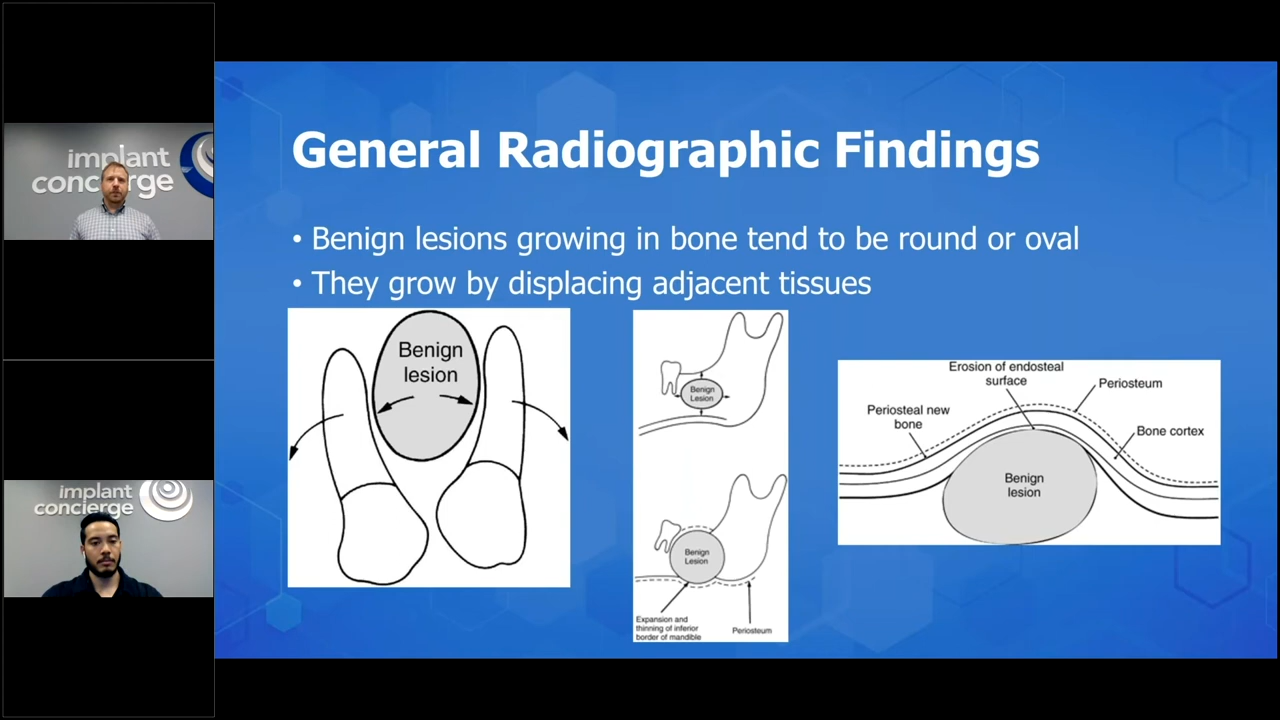 implant
concierge
implant
concierge
General Radiographic Findings
• Benign lesions growing in bone tend to be round or oval
• They grow by displacing adjacent tissues
Benign
lesion
Benign
Lesion
Benign
Lesion
Expansion and
thinning of inferior
border of mandible
Periosteum
Erosion of endosteal
surface
Periosteum
Periosteal new
bone
Bone cortex
Benign
lesion